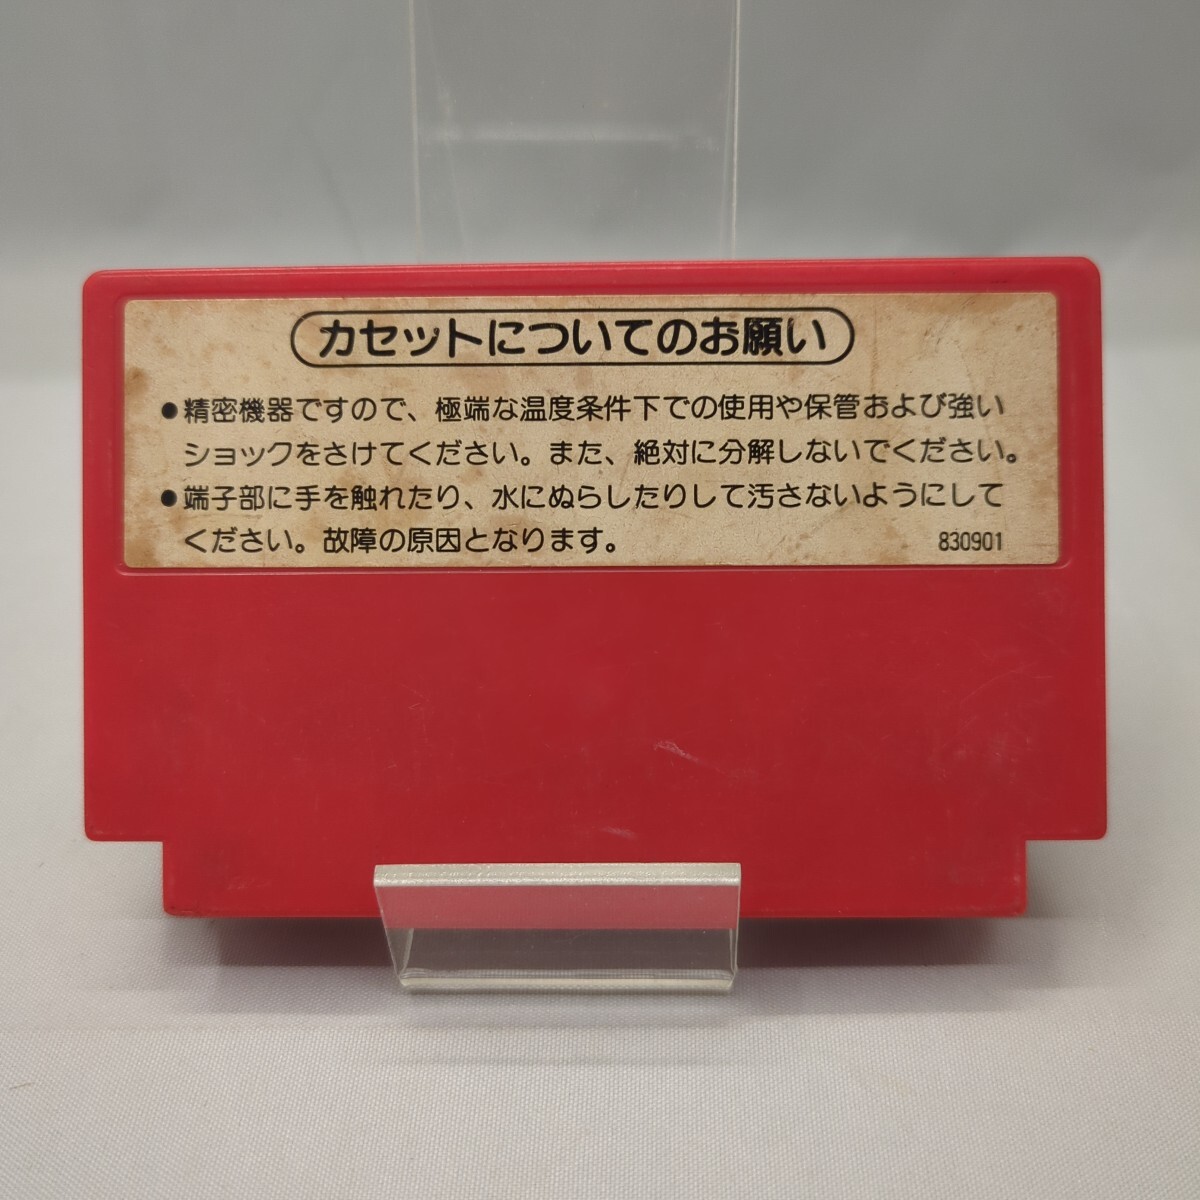 カセットについてのお願い
●精密機器ですので、極端な温度条件下での使用や保管および強い
ショックをさけてください。また、絶対に分解しないでください。
●端子部に手を触れたり、水にぬらしたりして汚さないようにして
ください。故障の原因となります。
830901